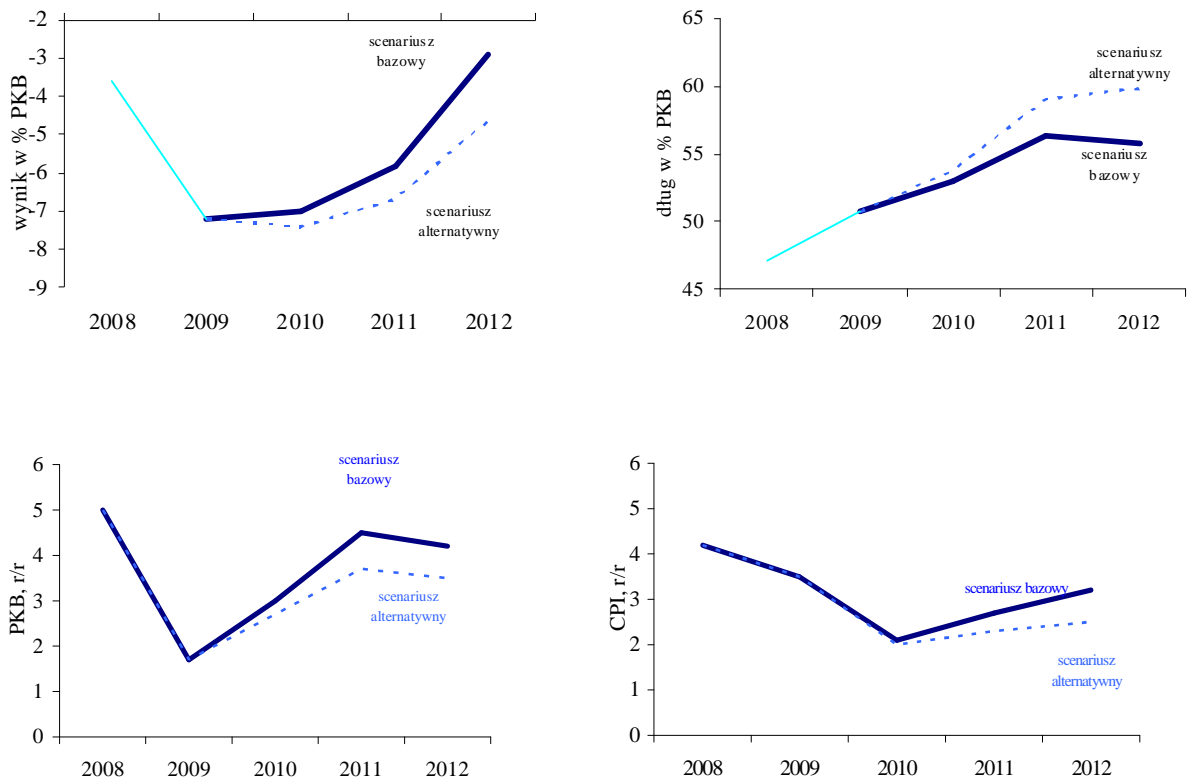 wynik w % PKB
-2
-3
-4
-5
-6
-7
-8
-9
scenariusz
bazowy
scenariusz
alternatywny
2008 2009 2010 2011 2012
dług w % PKB
65
60
55
50
45
scenariusz
alternatywny
scenariusz
bazowy
2008 2009 2010 2011 2012
PKB, r/r
6
5
4
3
2
1
0
scenariusz
bazowy
scenariusz
alternatywny
2008 2009 2010 2011 2012
CPI, r/r
6
5
4
3
2
1
0
scenariusz bazowy
scenariusz
alternatywny
2008 2009 2010 2011 2012